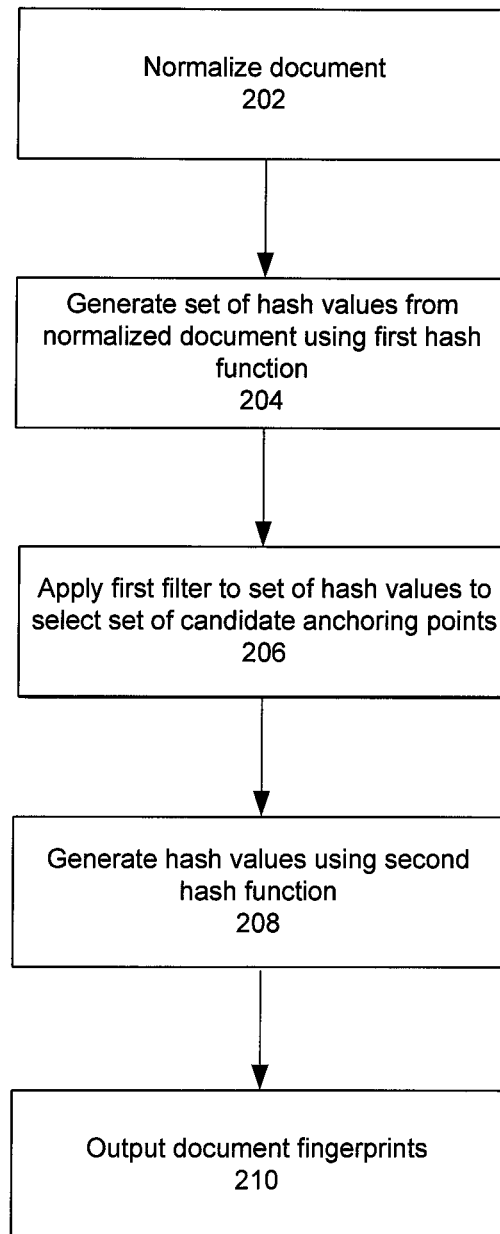 Normalize document
202
Generate set of hash values from
normalized document using first hash
function
204
Apply first filter to set of hash values to
select set of candidate anchoring points
206
Generate hash values using second
hash function
208
Output document fingerprints
210